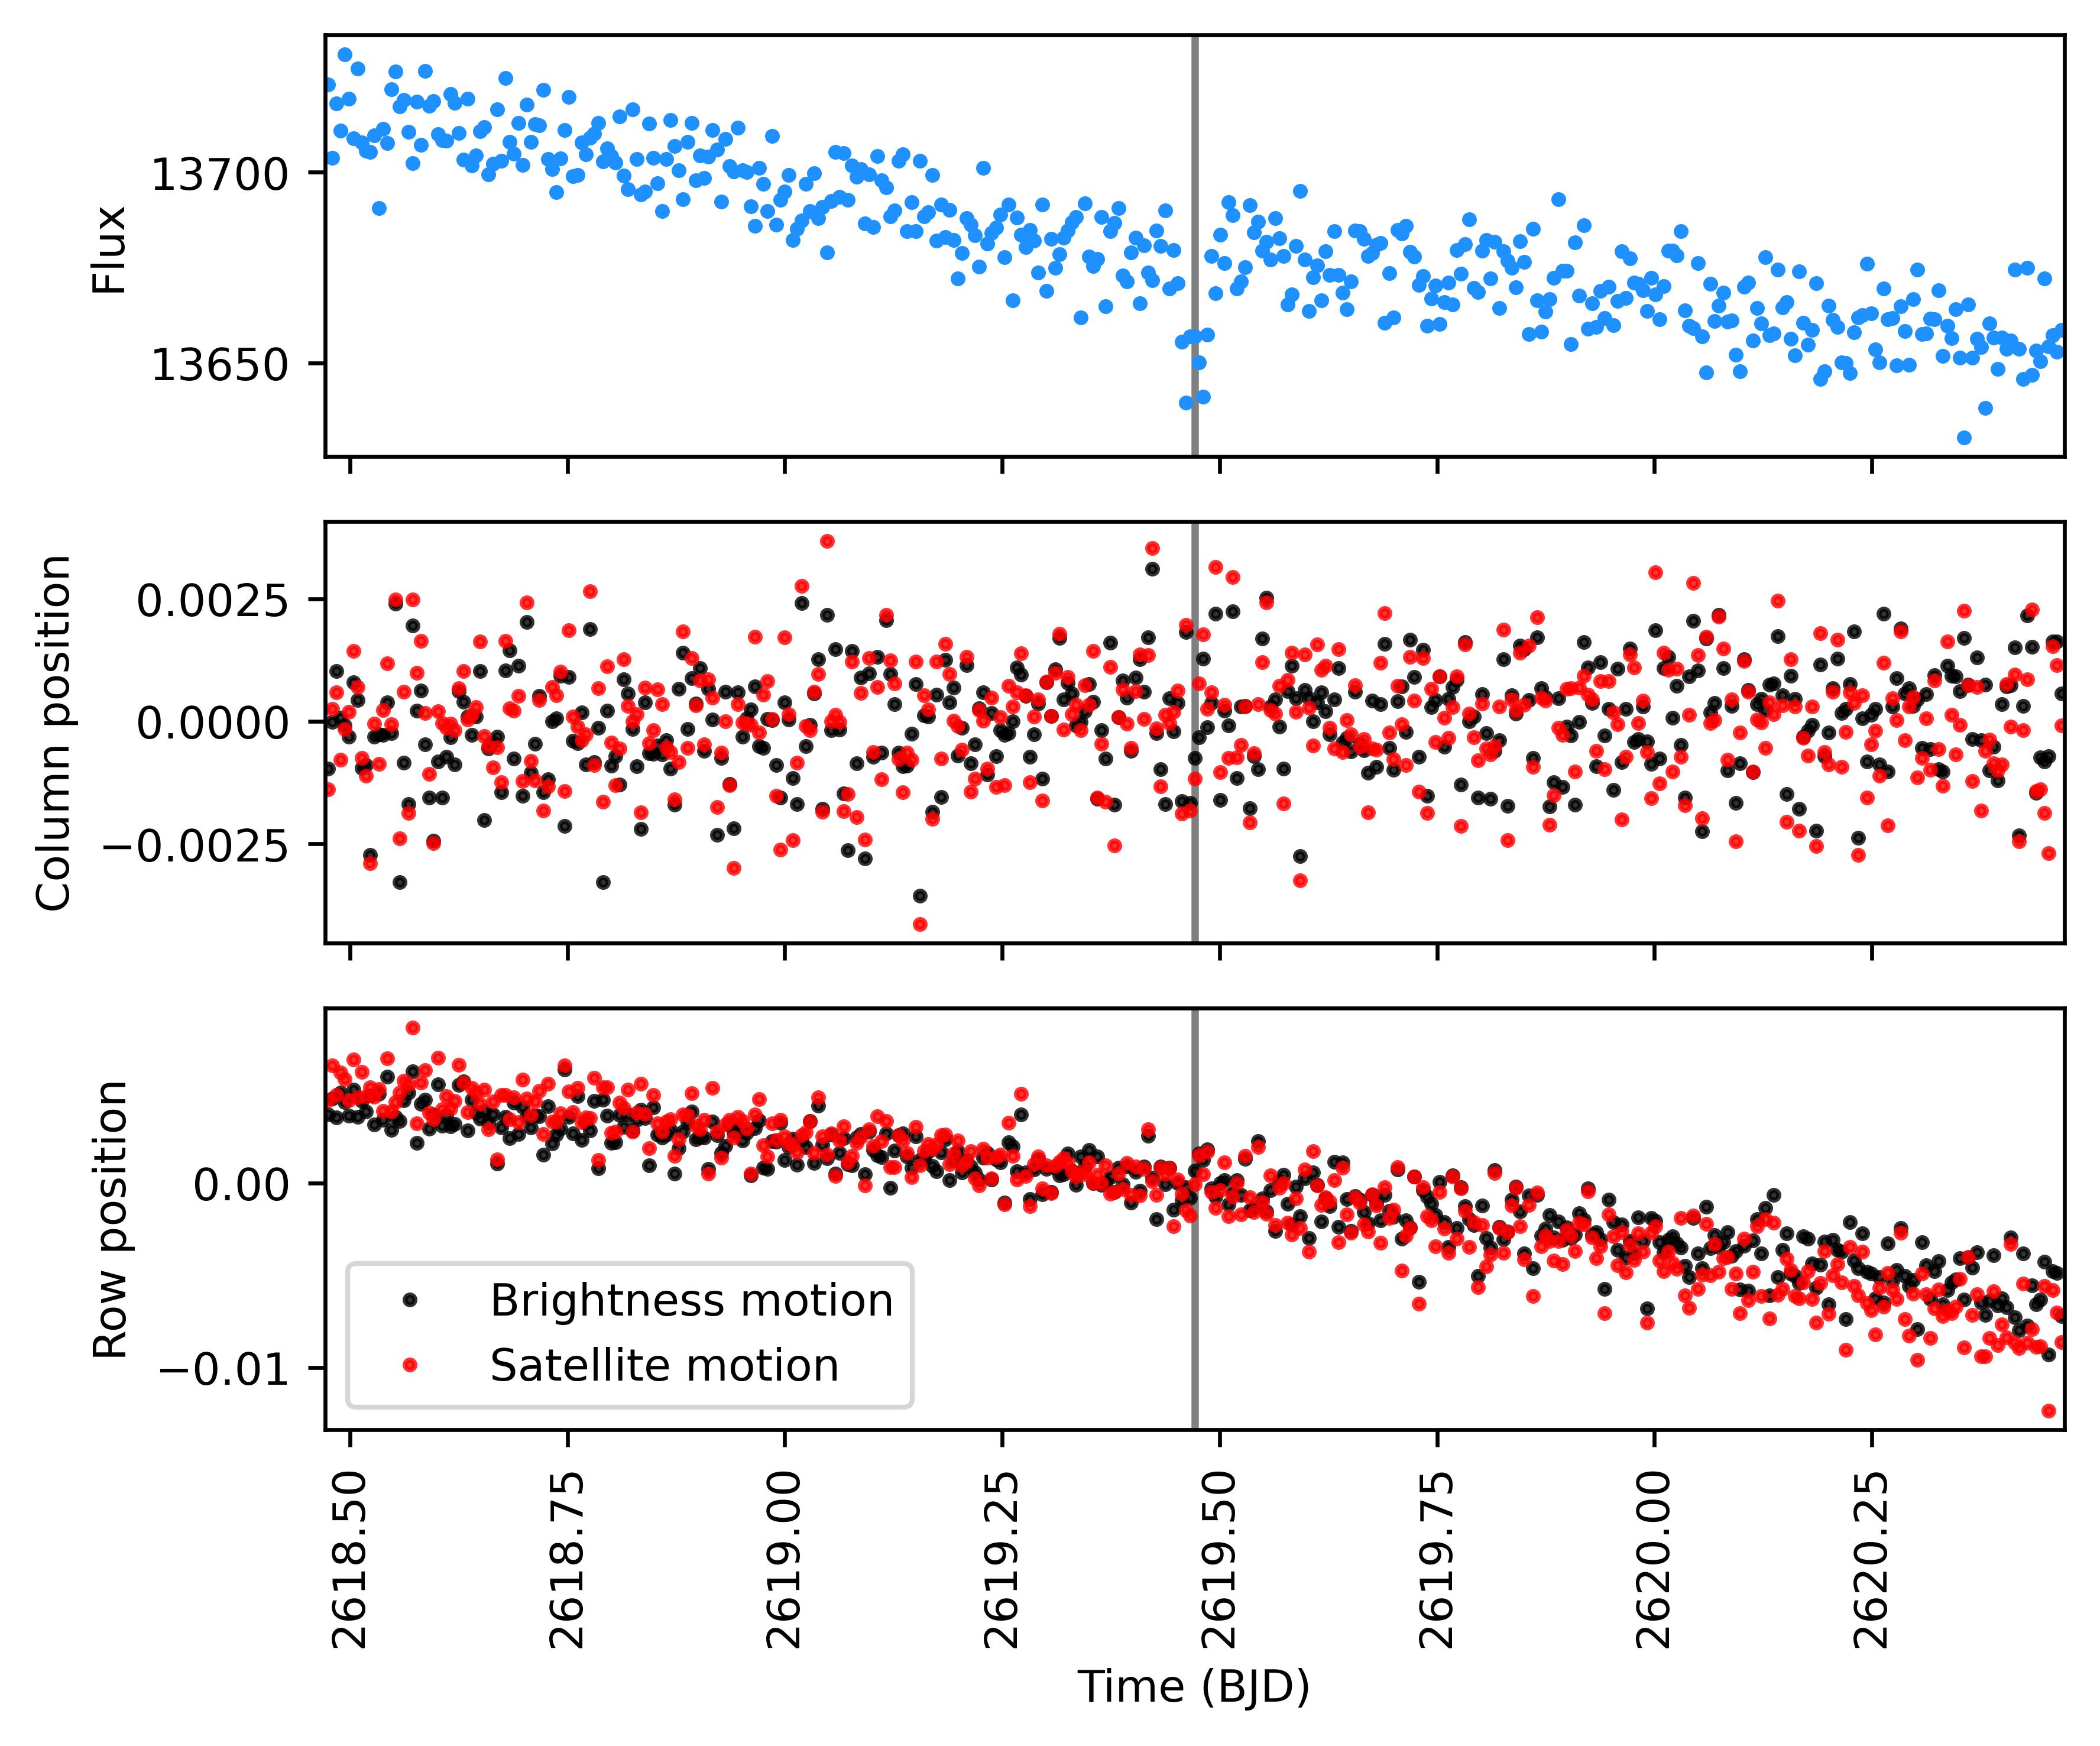 Flux
13700
13650
Column position
0.0025
0.0000
−0.0025
Row position
0.00
−0.01
Brightness motion
Satellite motion
2618.50
2618.75
2619.00
2619.25
2619.50
2619.75
2620.00
2620.25
Time (BJD)